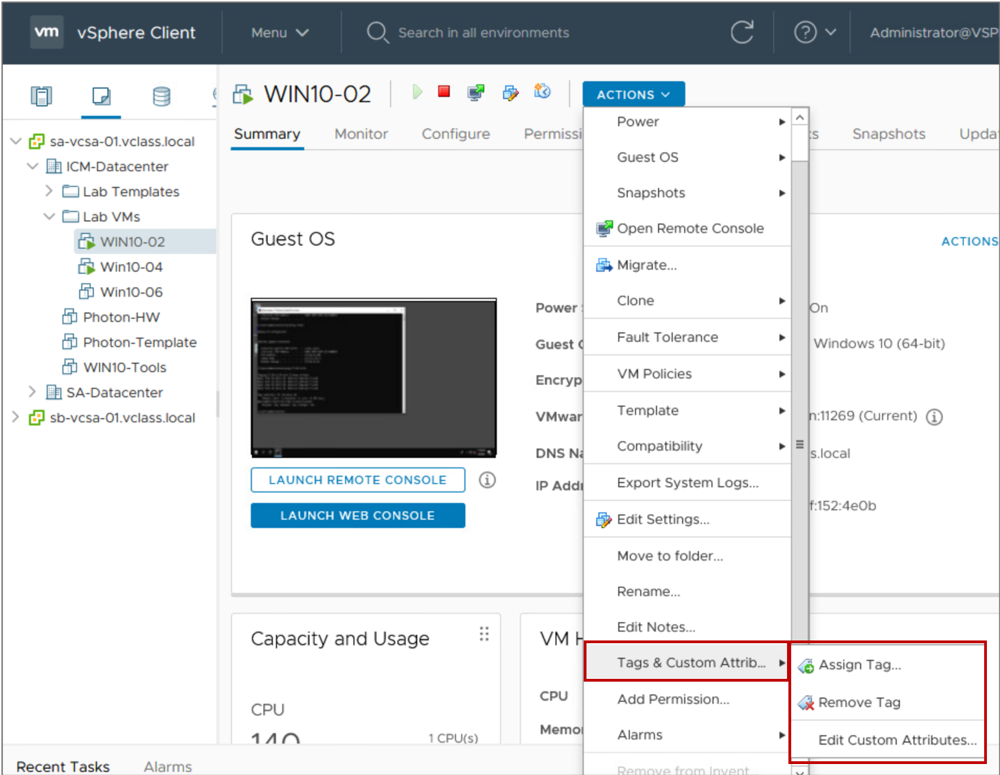 vm vSphere Client Menu Search in all environments Administrator@VSP
WIN10-02 ACTIONS
Summary Monitor Configure Permissi s Snapshots Upda
sa-vcsa-01.vclass.local
ICM-Datacenter
Lab Templates
Lab VMs
WIN10-02
Win10-04
Win10-06
Photon-HW
Photon-Template
WIN10-Tools
SA-Datacenter
sb-vcsa-01.vclass.local
Guest OS
ACTIONS
LAUNCH REMOTE CONSOLE
LAUNCH WEB CONSOLE
Power On
Guest Windows 10 (64-bit)
Encryp
VMwar n:11269 (Current)
DNS Na s.local
IP Addr
f:152:4e0b
Power
Guest OS
Snapshots
Open Remote Console
Migrate...
Clone
Fault Tolerance
VM Policies
Template
Compatibility
Export System Logs...
Edit Settings...
Move to folder...
Rename...
Edit Notes...
Tags & Custom Attrib...
Add Permission...
Alarms
Remove from Invent...
Assign Tag...
Remove Tag
Edit Custom Attributes...
Capacity and Usage
CPU
140
1 CPU(s)
VM H
CPU
Memo
Recent Tasks Alarms